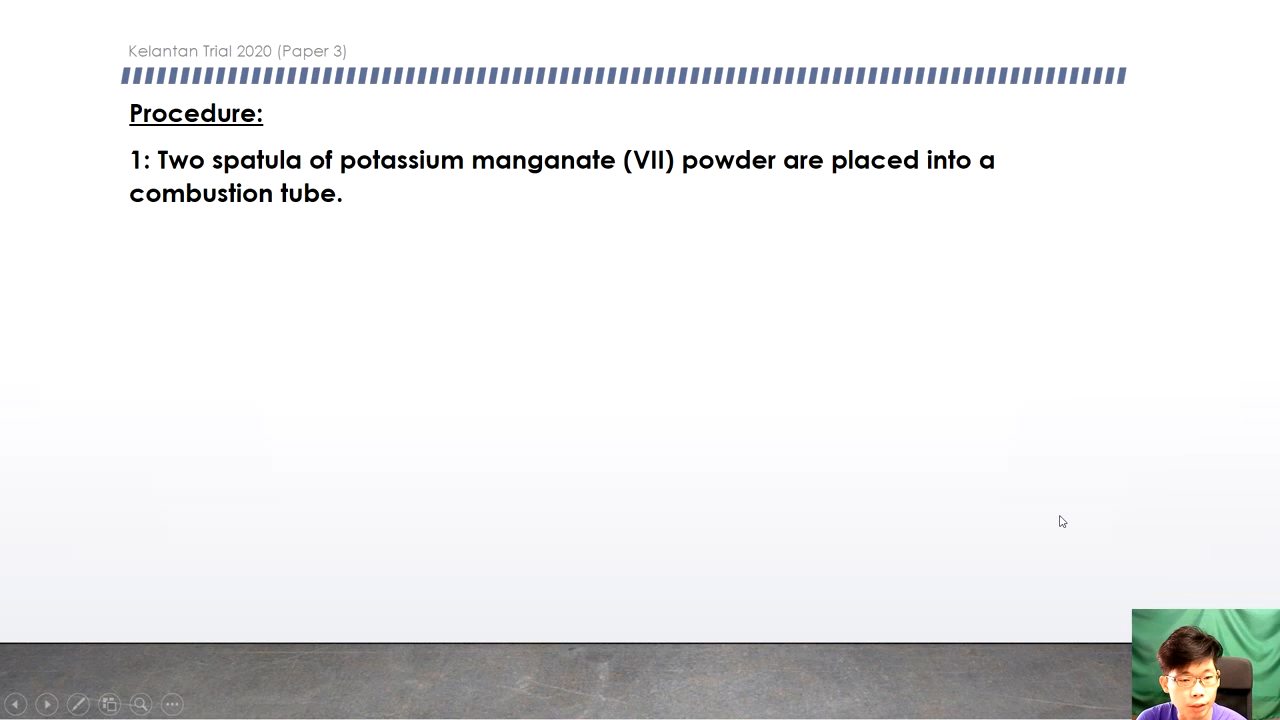 Kelantan Trial 2020 (Paper 3)
Procedure:
1: Two spatula of potassium manganate (VII) powder are placed into a
combustion tube.